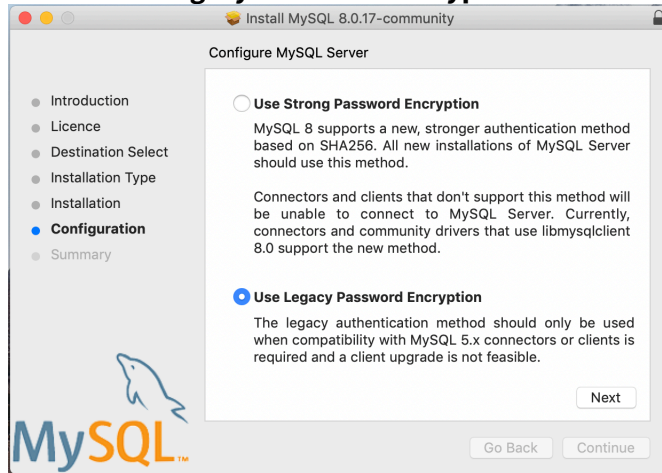 Install MySQL 8.0.17-community
Configure MySQL Server
Introduction
Licence
Destination Select
Installation Type
Installation
Configuration
Summary
Use Strong Password Encryption
MySQL 8 supports a new, stronger authentication method
based on SHA256. All new installations of MySQL Server
should use this method.
Connectors and clients that don't support this method will
be unable to connect to MySQL Server. Currently,
connectors and community drivers that use libmysqlclient
8.0 support the new method.
Use Legacy Password Encryption
The legacy authentication method should only be used
when compatibility with MySQL 5.x connectors or clients is
required and a client upgrade is not feasible.
Next
MySQL™
Go Back
Continue